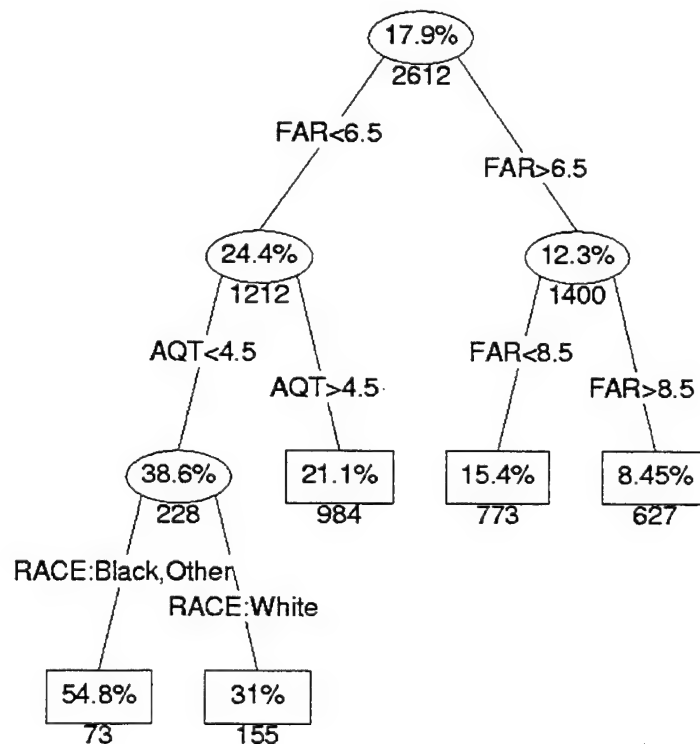 17.9%
2612
FAR<6.5
FAR>6.5
24.4%
1212
12.3%
1400
AQT<4.5
AQT>4.5
FAR<8.5
FAR>8.5
38.6%
228
21.1%
984
15.4%
773
8.45%
627
RACE:Black,Other
RACE:White
54.8%
73
31%
155